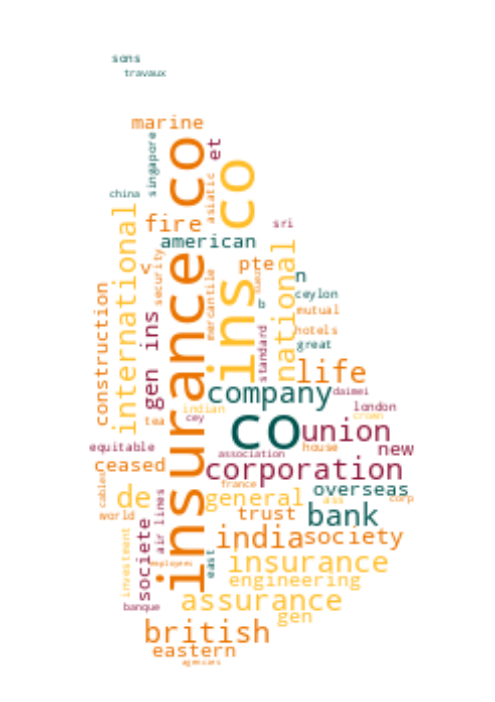 sons
travaux
marine
insurance co
et
singapore
ins co
asiatic
china
international
fire
sri
american
national
v
security
pte
suez
n
construction
mercantile
ceylon
b
mutual
gen ins
standard
hotels
great
life
company
daimei
indian
london
crown
tea
cey
co
union
equitable
house
new
association
ceased
corporation
cables
france
overseas
de
general
ass
corp
world
air lines
trust
bank
societe
investment
india
society
east
employees
insurance
engineering
banque
assurance
gen
british
eastern
agencies